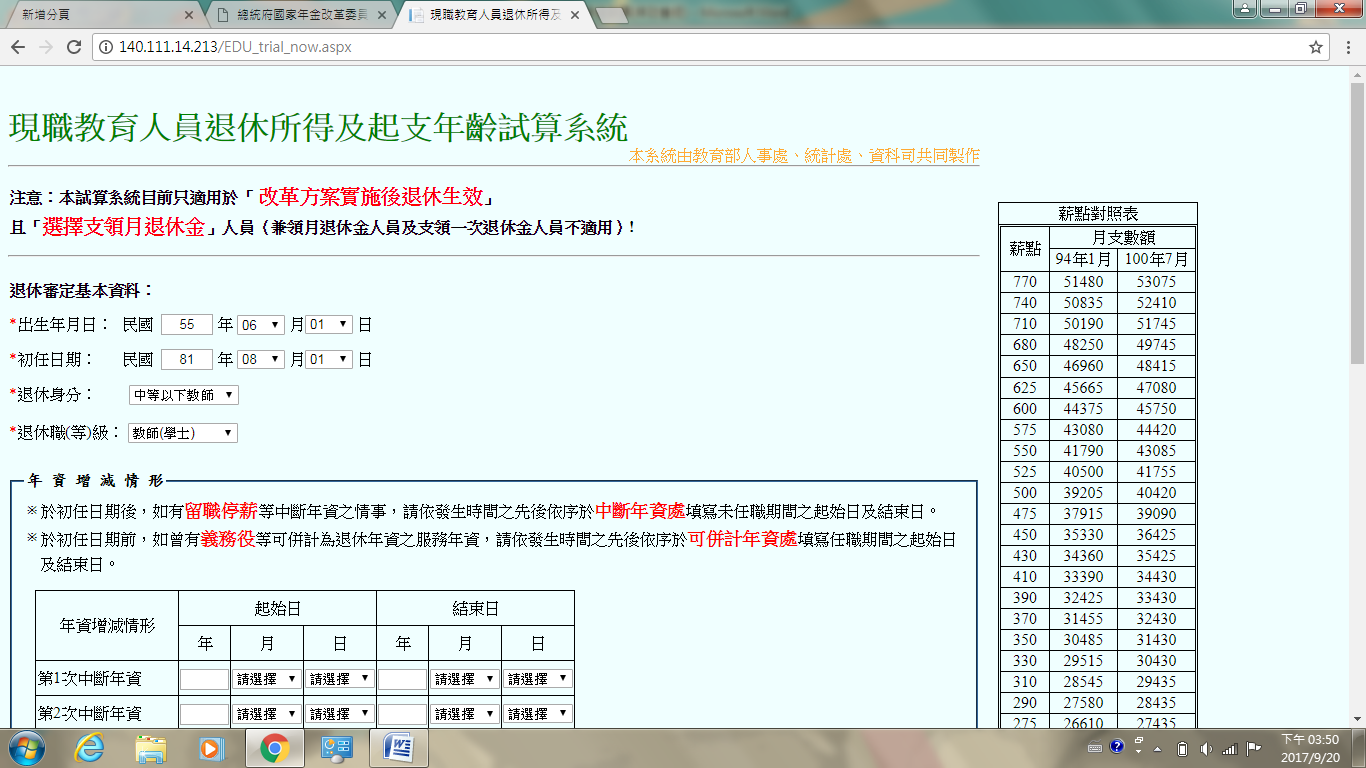 新增分頁
總統府國家年金改革委員
現職教育人員退休所得及
140.111.14.213/EDU_trial_now.aspx
現職教育人員退休所得及起支年齡試算系統
本系統由教育部人事處、統計處、資科司共同製作
注意：本試算系統目前只適用於「 改革方案實施後退休生效」
且「選擇支領月退休金」人員（兼領月退休金人員及支領一次退休金人員不適用）！
退休審定基本資料：
*出生年月日： 民國 55 年 06 月 01 日
*初任日期： 民國 81 年 08 月 01 日
*退休身分： 中等以下教師
*退休職(等)級： 教師(學士)
年 資 增 減 情 形
※ 於初任日期後，如有留職停薪等中斷年資之情事，請依發生時間之先後依序於中斷年資處填寫未任職期間之起始日及結束日。
※ 於初任日期前，如曾有義務役等可併計為退休年資之服務年資，請依發生時間之先後依序於可併計年資處填寫任職期間之起始日
及結束日。
年資增減情形 起始日 結束日
年 月 日 年 月 日
第1次中斷年資 請選擇 請選擇 請選擇 請選擇
第2次中斷年資 請選擇 請選擇 請選擇 請選擇
薪點對照表
薪點 月支數額
94年1月 100年7月
770 51480 53075
740 50835 52410
710 50190 51745
680 48250 49745
650 46960 48415
625 45665 47080
600 44375 45750
575 43080 44420
550 41790 43085
525 40500 41755
500 39205 40420
475 37915 39090
450 35330 36425
430 34360 35425
410 33390 34430
390 32425 33430
370 31455 32430
350 30485 31430
330 29515 30430
310 28545 29435
290 27580 28435
275 26610 27435
下午 03:50
2017/9/20